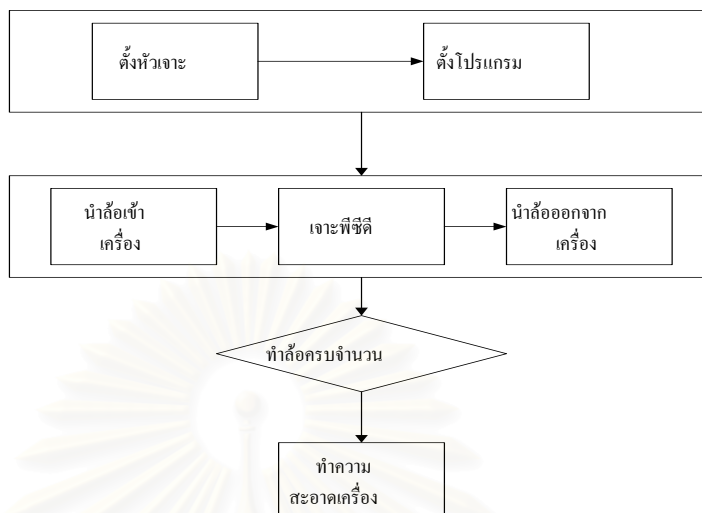 ตั้งหัวเจาะ
ตั้งโปรแกรม
นำล้อเข้า
เครื่อง
เจาะพีซีดี
นำล้อออกจาก
เครื่อง
ทำล้อครบจำนวน
ทำความ
สะอาดเครื่อง